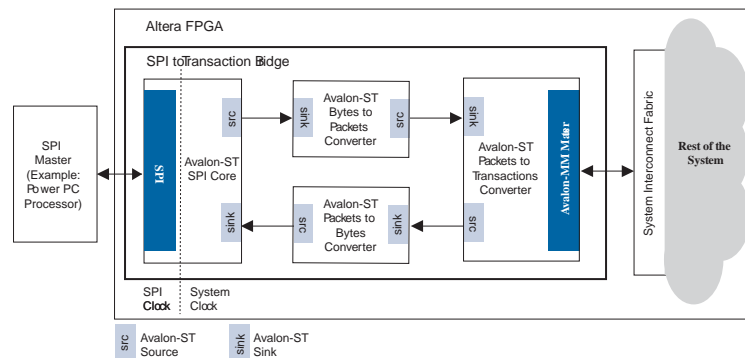 Altera FPGA
SPI to Transaction Bridge
SPI
Master
(Example:
Power PC
Processor)
SPI
Avalon-ST
SPI Core
src
sink
sink
Avalon-ST
Bytes to
Packets
Converter
src
src
Avalon-ST
Packets to
Bytes
Converter
sink
sink
Avalon-ST
Packets to
Transactions
Converter
src
Avalon-MM Master
System Interconnect Fabric
Rest of the
System
SPI
Clock
System
Clock
src
Avalon-ST
Source
sink
Avalon-ST
Sink